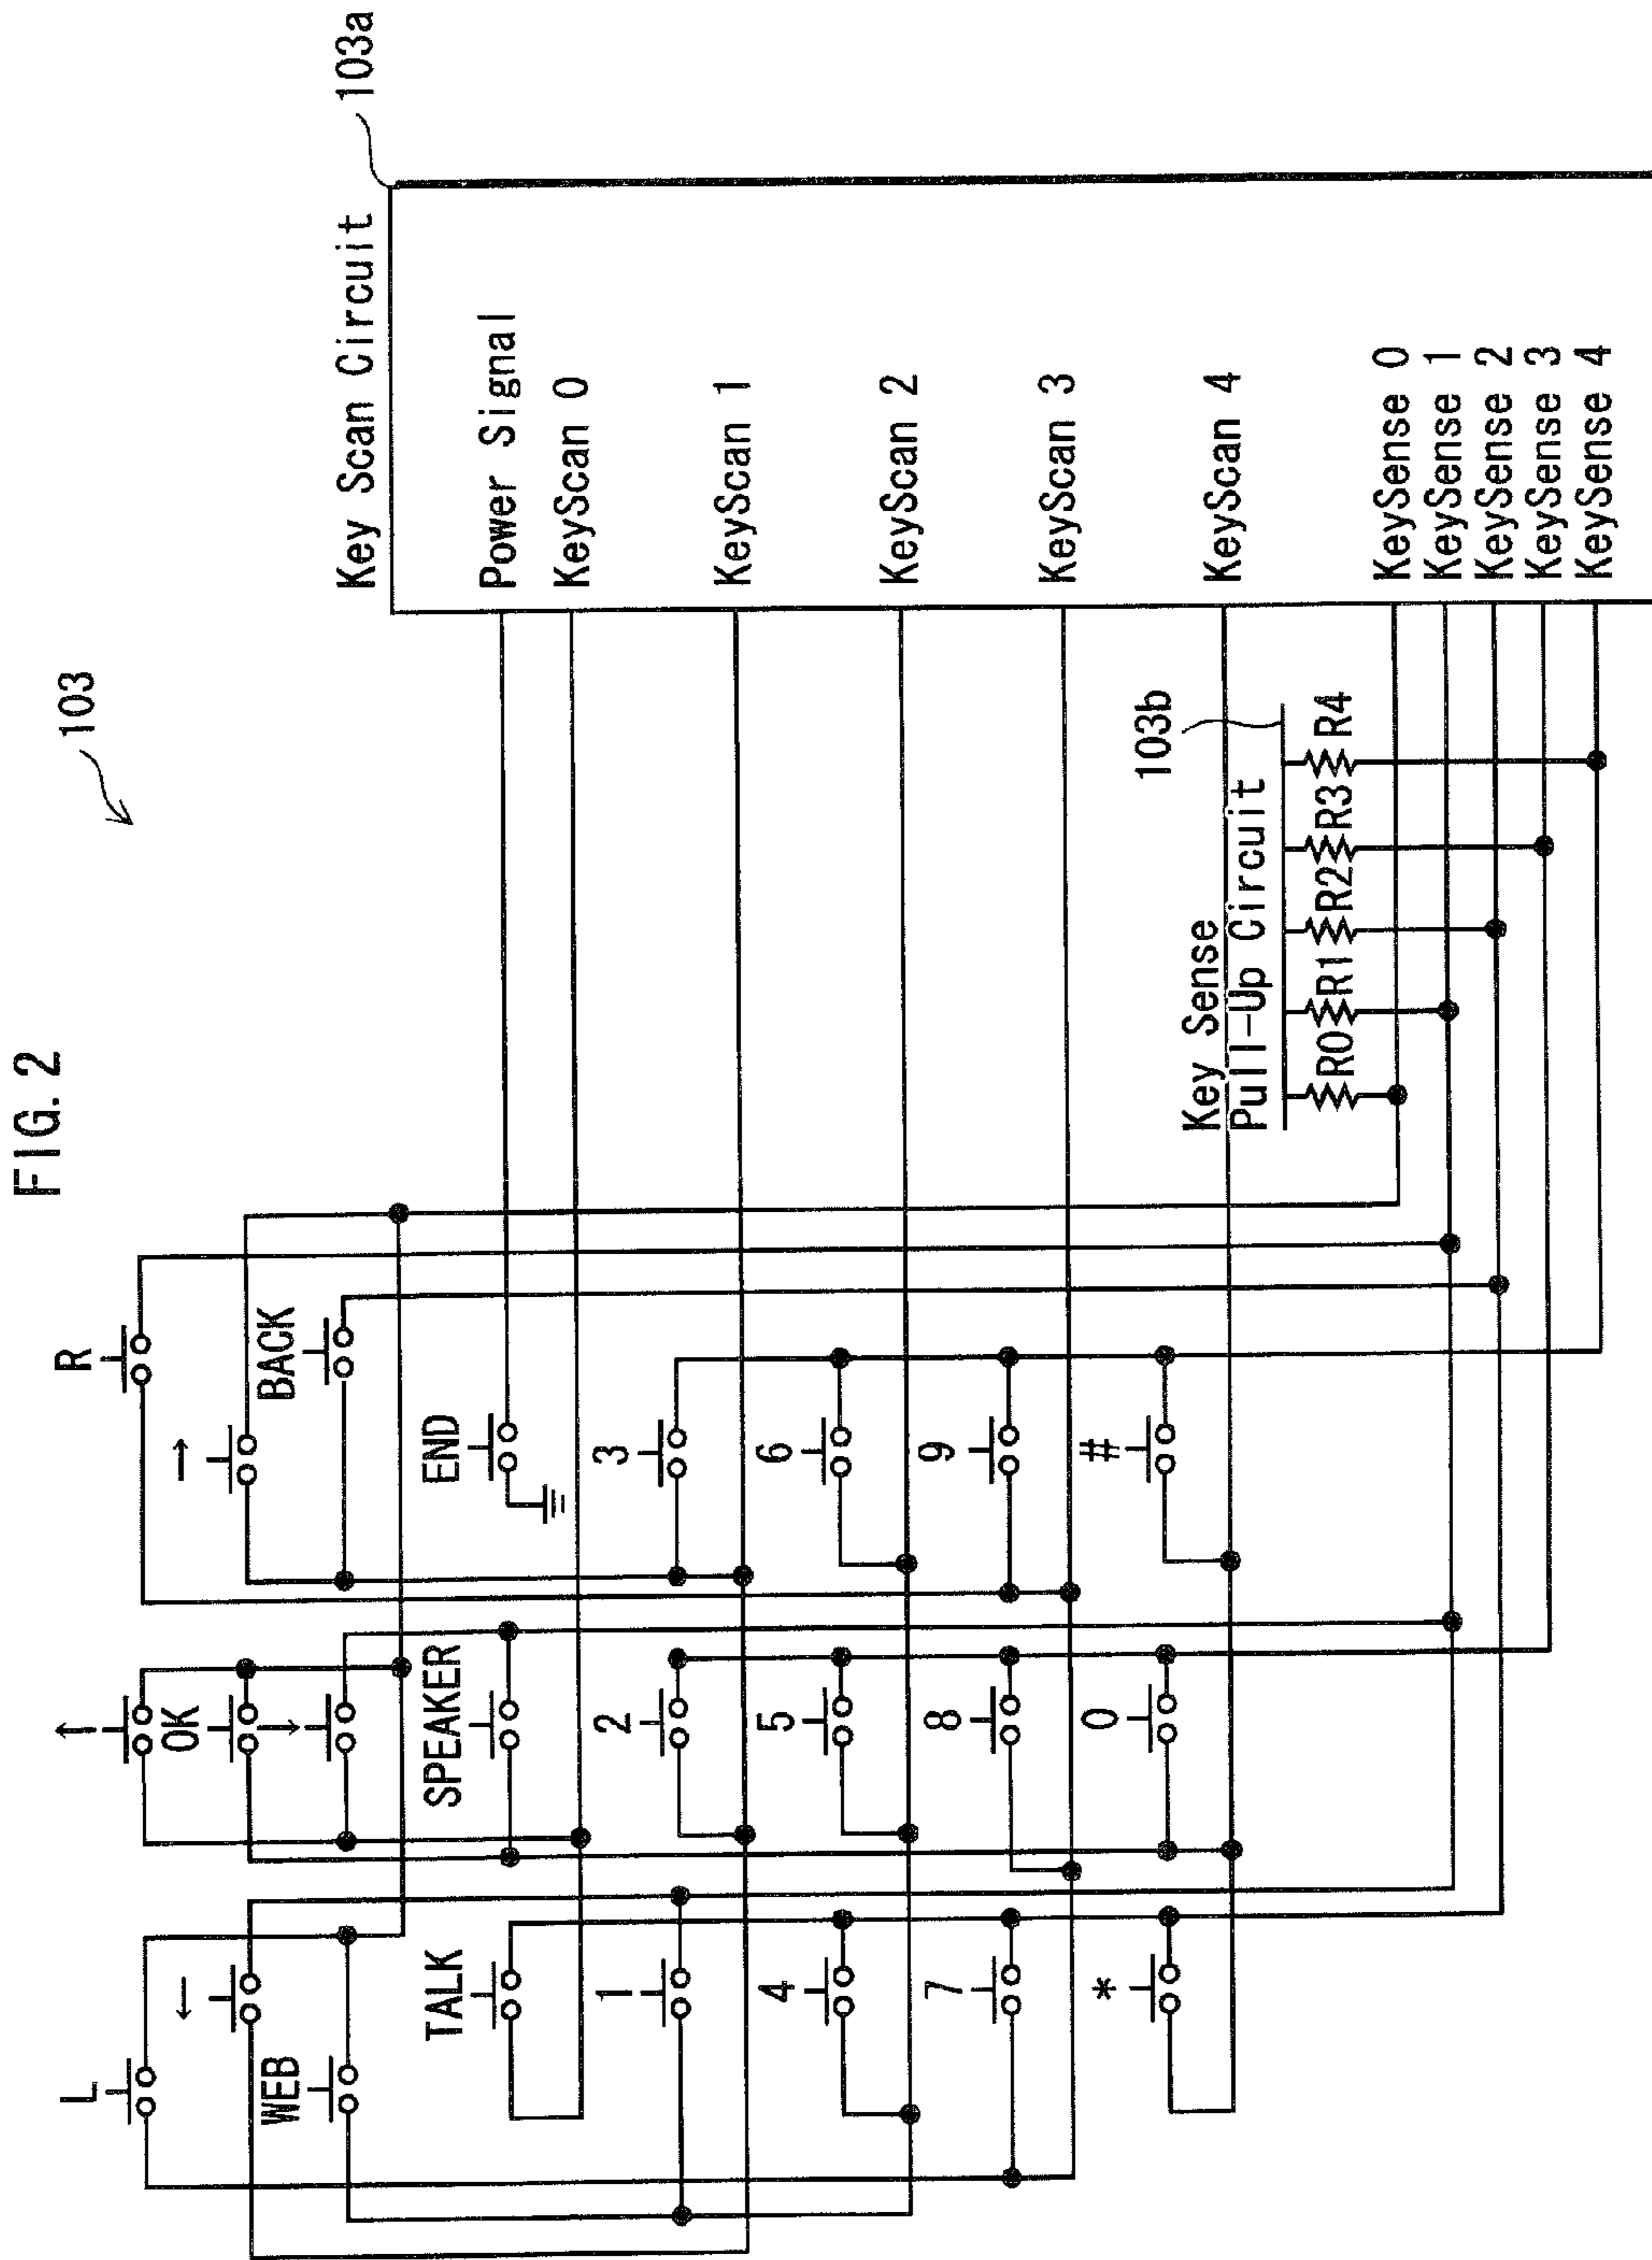 FIG. 2
103
103a
Key Scan Circuit
Power Signal
KeyScan 0
KeyScan 1
KeyScan 2
KeyScan 3
KeyScan 4
KeySense 0
KeySense 1
KeySense 2
KeySense 3
KeySense 4
103b
Key Sense
Pull-Up Circuit
R0 R1 R2 R3 R4
L ↑ R
← OK →
WEB ↓ BACK
TALK SPEAKER END
1 2 3
4 5 6
7 8 9
* 0 #